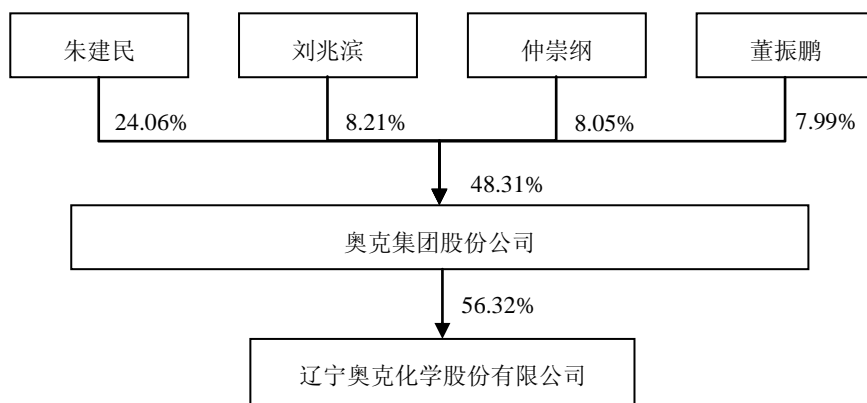 朱建民 刘兆滨 仲崇纲 董振鹏
24.06% 8.21% 8.05% 7.99%
48.31%
奥克集团股份公司
56.32%
辽宁奥克化学股份有限公司